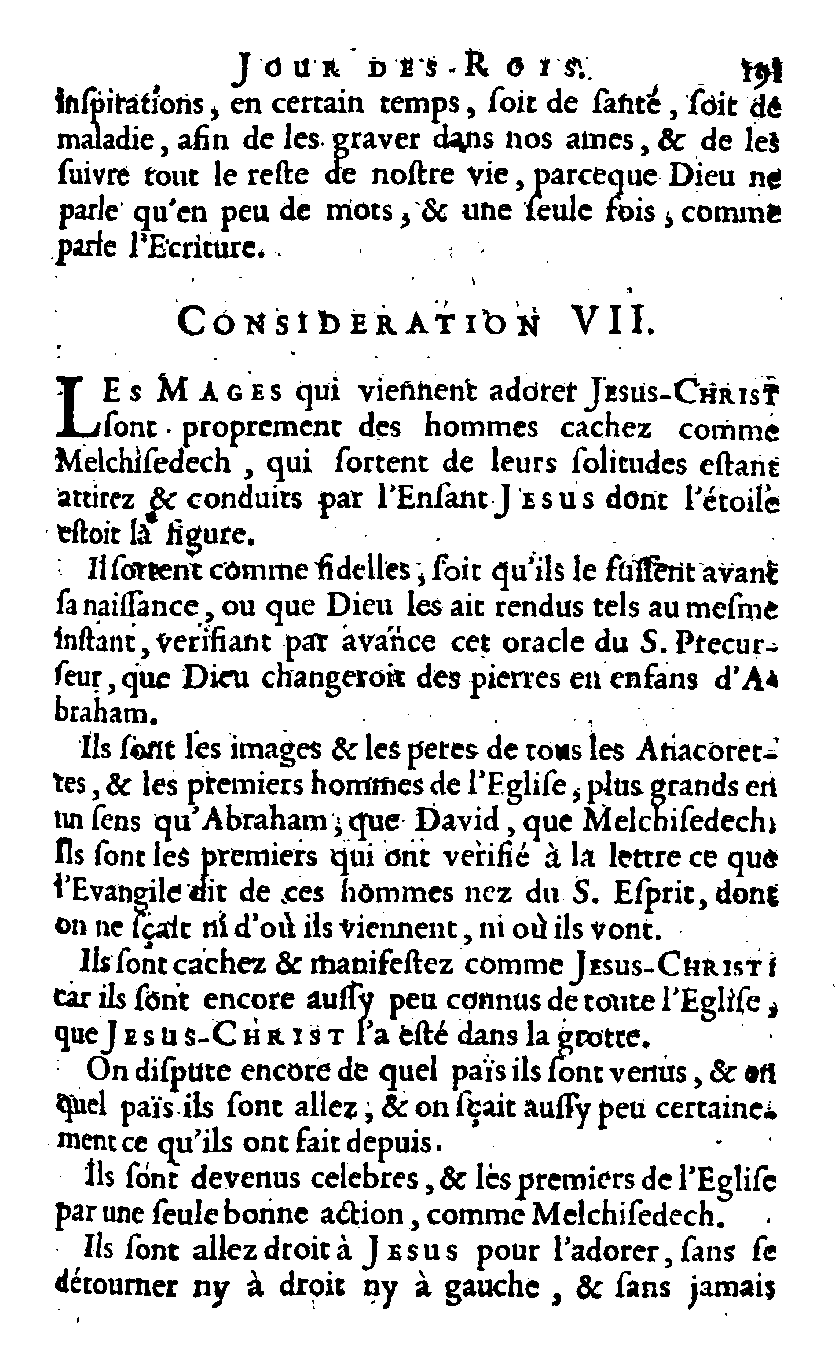 JOUR DES ROIS. 191
inſpirations, en certain temps, ſoit de ſanté, ſoit de
maladie, afin de les graver dans nos ames, & de les
ſuivre tout le reſte de noſtre vie, parceque Dieu ne
parle qu'en peu de mots, & une ſeule fois, comme
parle l'Ecriture.
CONSIDERATION VII.
LES MAGES qui viennent adorer JESUS-CHRIST
ſont proprement des hommes cachez comme
Melchiſedech, qui ſortent de leurs ſolitudes eſtant
attirez & conduits par l'Enfant JESUS dont l'étoile
eſtoit la figure.
Il ſortent comme fidelles, ſoit qu'ils le fuſſent avant
ſa naiſſance, ou que Dieu les ait rendus tels au meſme
inſtant, verifiant par avance cet oracle du S. Precur-
ſeur, que Dieu changeroit des pierres en enfans d'A-
braham.
Ils ſont les images & les peres de tous les Anacoret-
tes, & les premiers hommes de l'Egliſe, plus grands en
un ſens qu'Abraham, que David, que Melchiſedech;
Ils ſont les premiers qui ont verifié à la lettre ce que
l'Evangile dit de ces hommes nez du S. Eſprit, dont
on ne ſçait ni d'où ils viennent, ni où ils vont.
Ils ſont cachez & manifeſtez comme JESUS-CHRIST;
car ils ſont encore auſſy peu connus de toute l'Egliſe,
que JESUS-CHRIST l'a eſté dans la grotte.
On diſpute encore de quel païs ils ſont venus, & en
quel païs ils ſont allez, & on ſçait auſſy peu certaine-
ment ce qu'ils ont fait depuis.
Ils ſont devenus celebres, & les premiers de l'Egliſe
par une ſeule bonne action, comme Melchiſedech.
Ils ſont allez droit à JESUS pour l'adorer, ſans ſe
détourner ny à droit ny à gauche, & ſans jamais